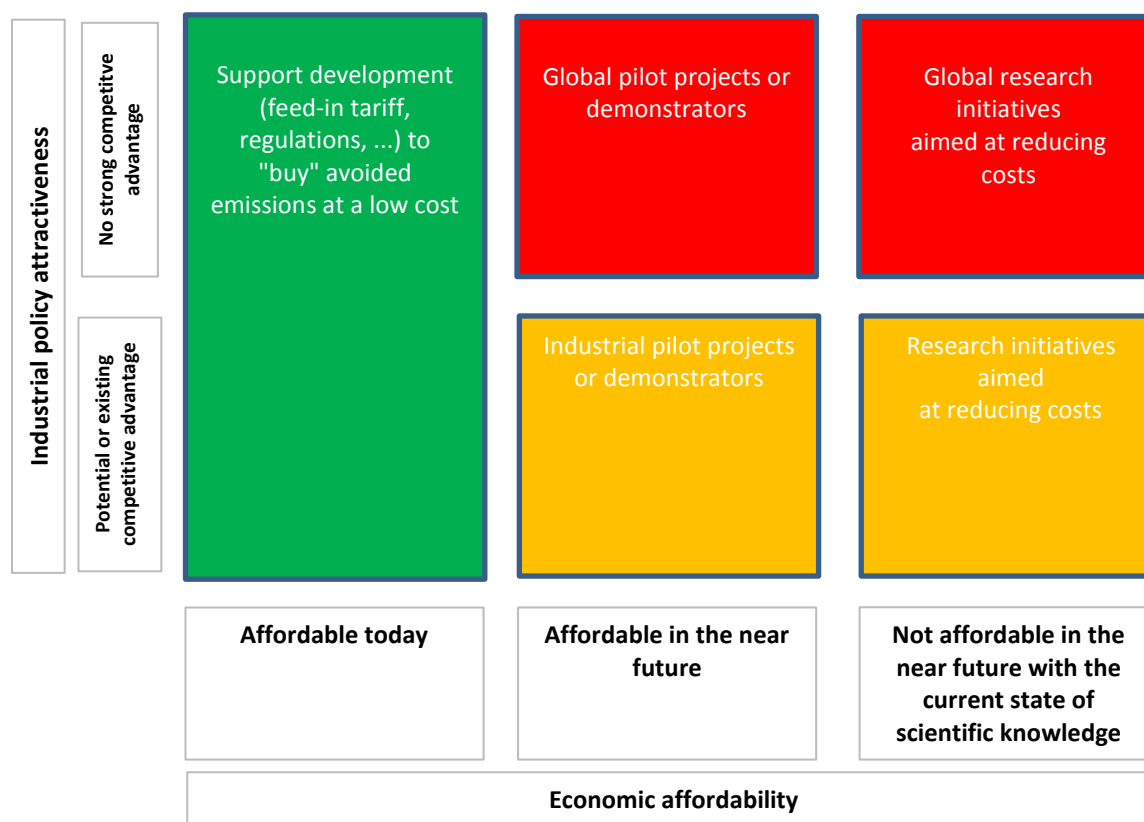 Industrial policy attractiveness
No strong competitive
advantage
Support development
(feed-in tariff,
regulations, ...) to
"buy" avoided
emissions at a low cost
Global pilot projects or
demonstrators
Global research
initiatives
aimed at reducing
costs
Potential or existing
competitive advantage
Industrial pilot projects
or demonstrators
Research initiatives
aimed
at reducing costs
Affordable today
Affordable in the near
future
Not affordable in the
near future with the
current state of
scientific knowledge
Economic affordability